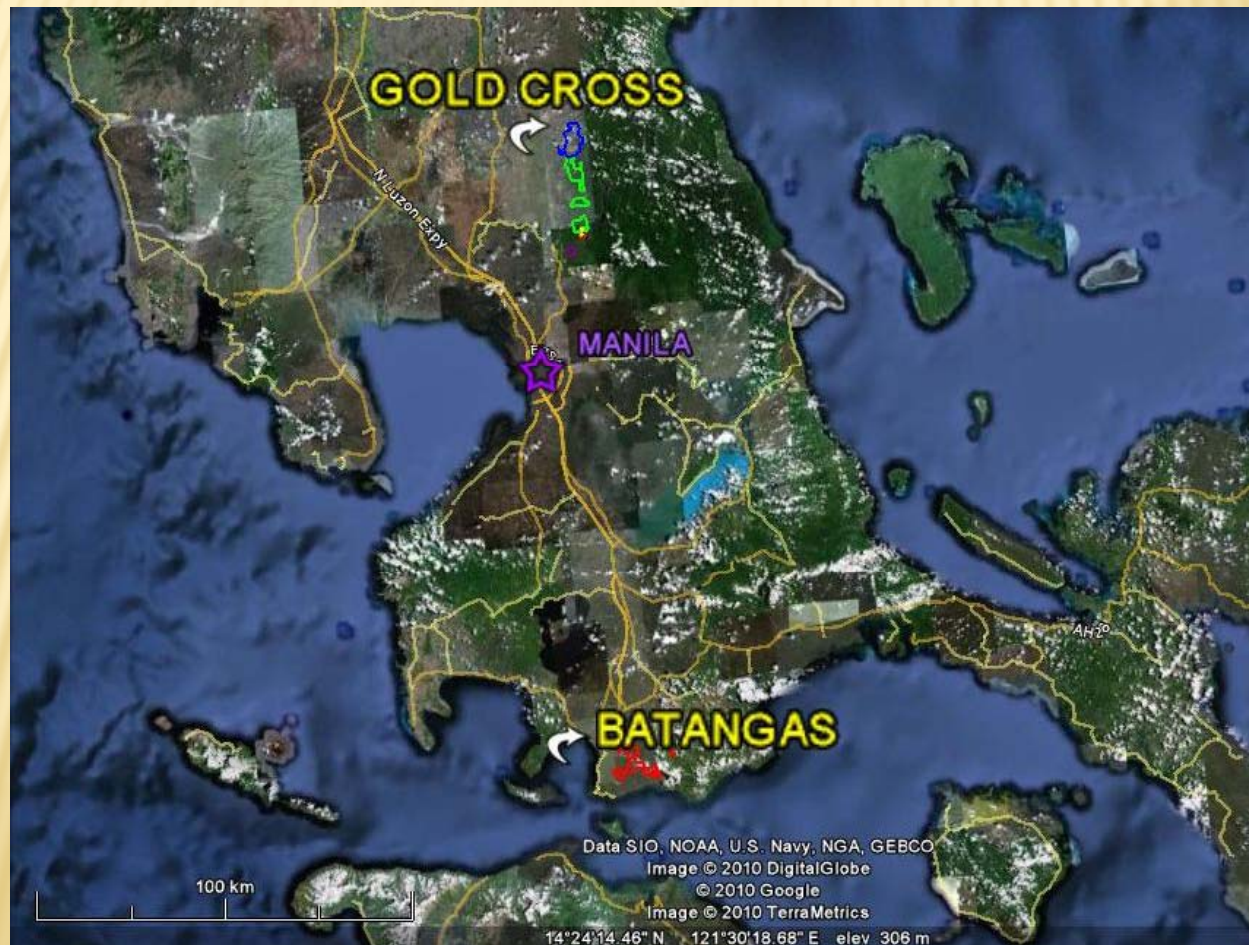 GOLD CROSS
N Luzon Expy
MANILA
AH26
BATANGAS
Data SIO, NOAA, U.S. Navy, NGA, GEBCO
Image © 2010 DigitalGlobe
© 2010 Google
Image © 2010 TerraMetrics
100 km
14°24'14.46" N 121°30'18.68" E elev 306 m